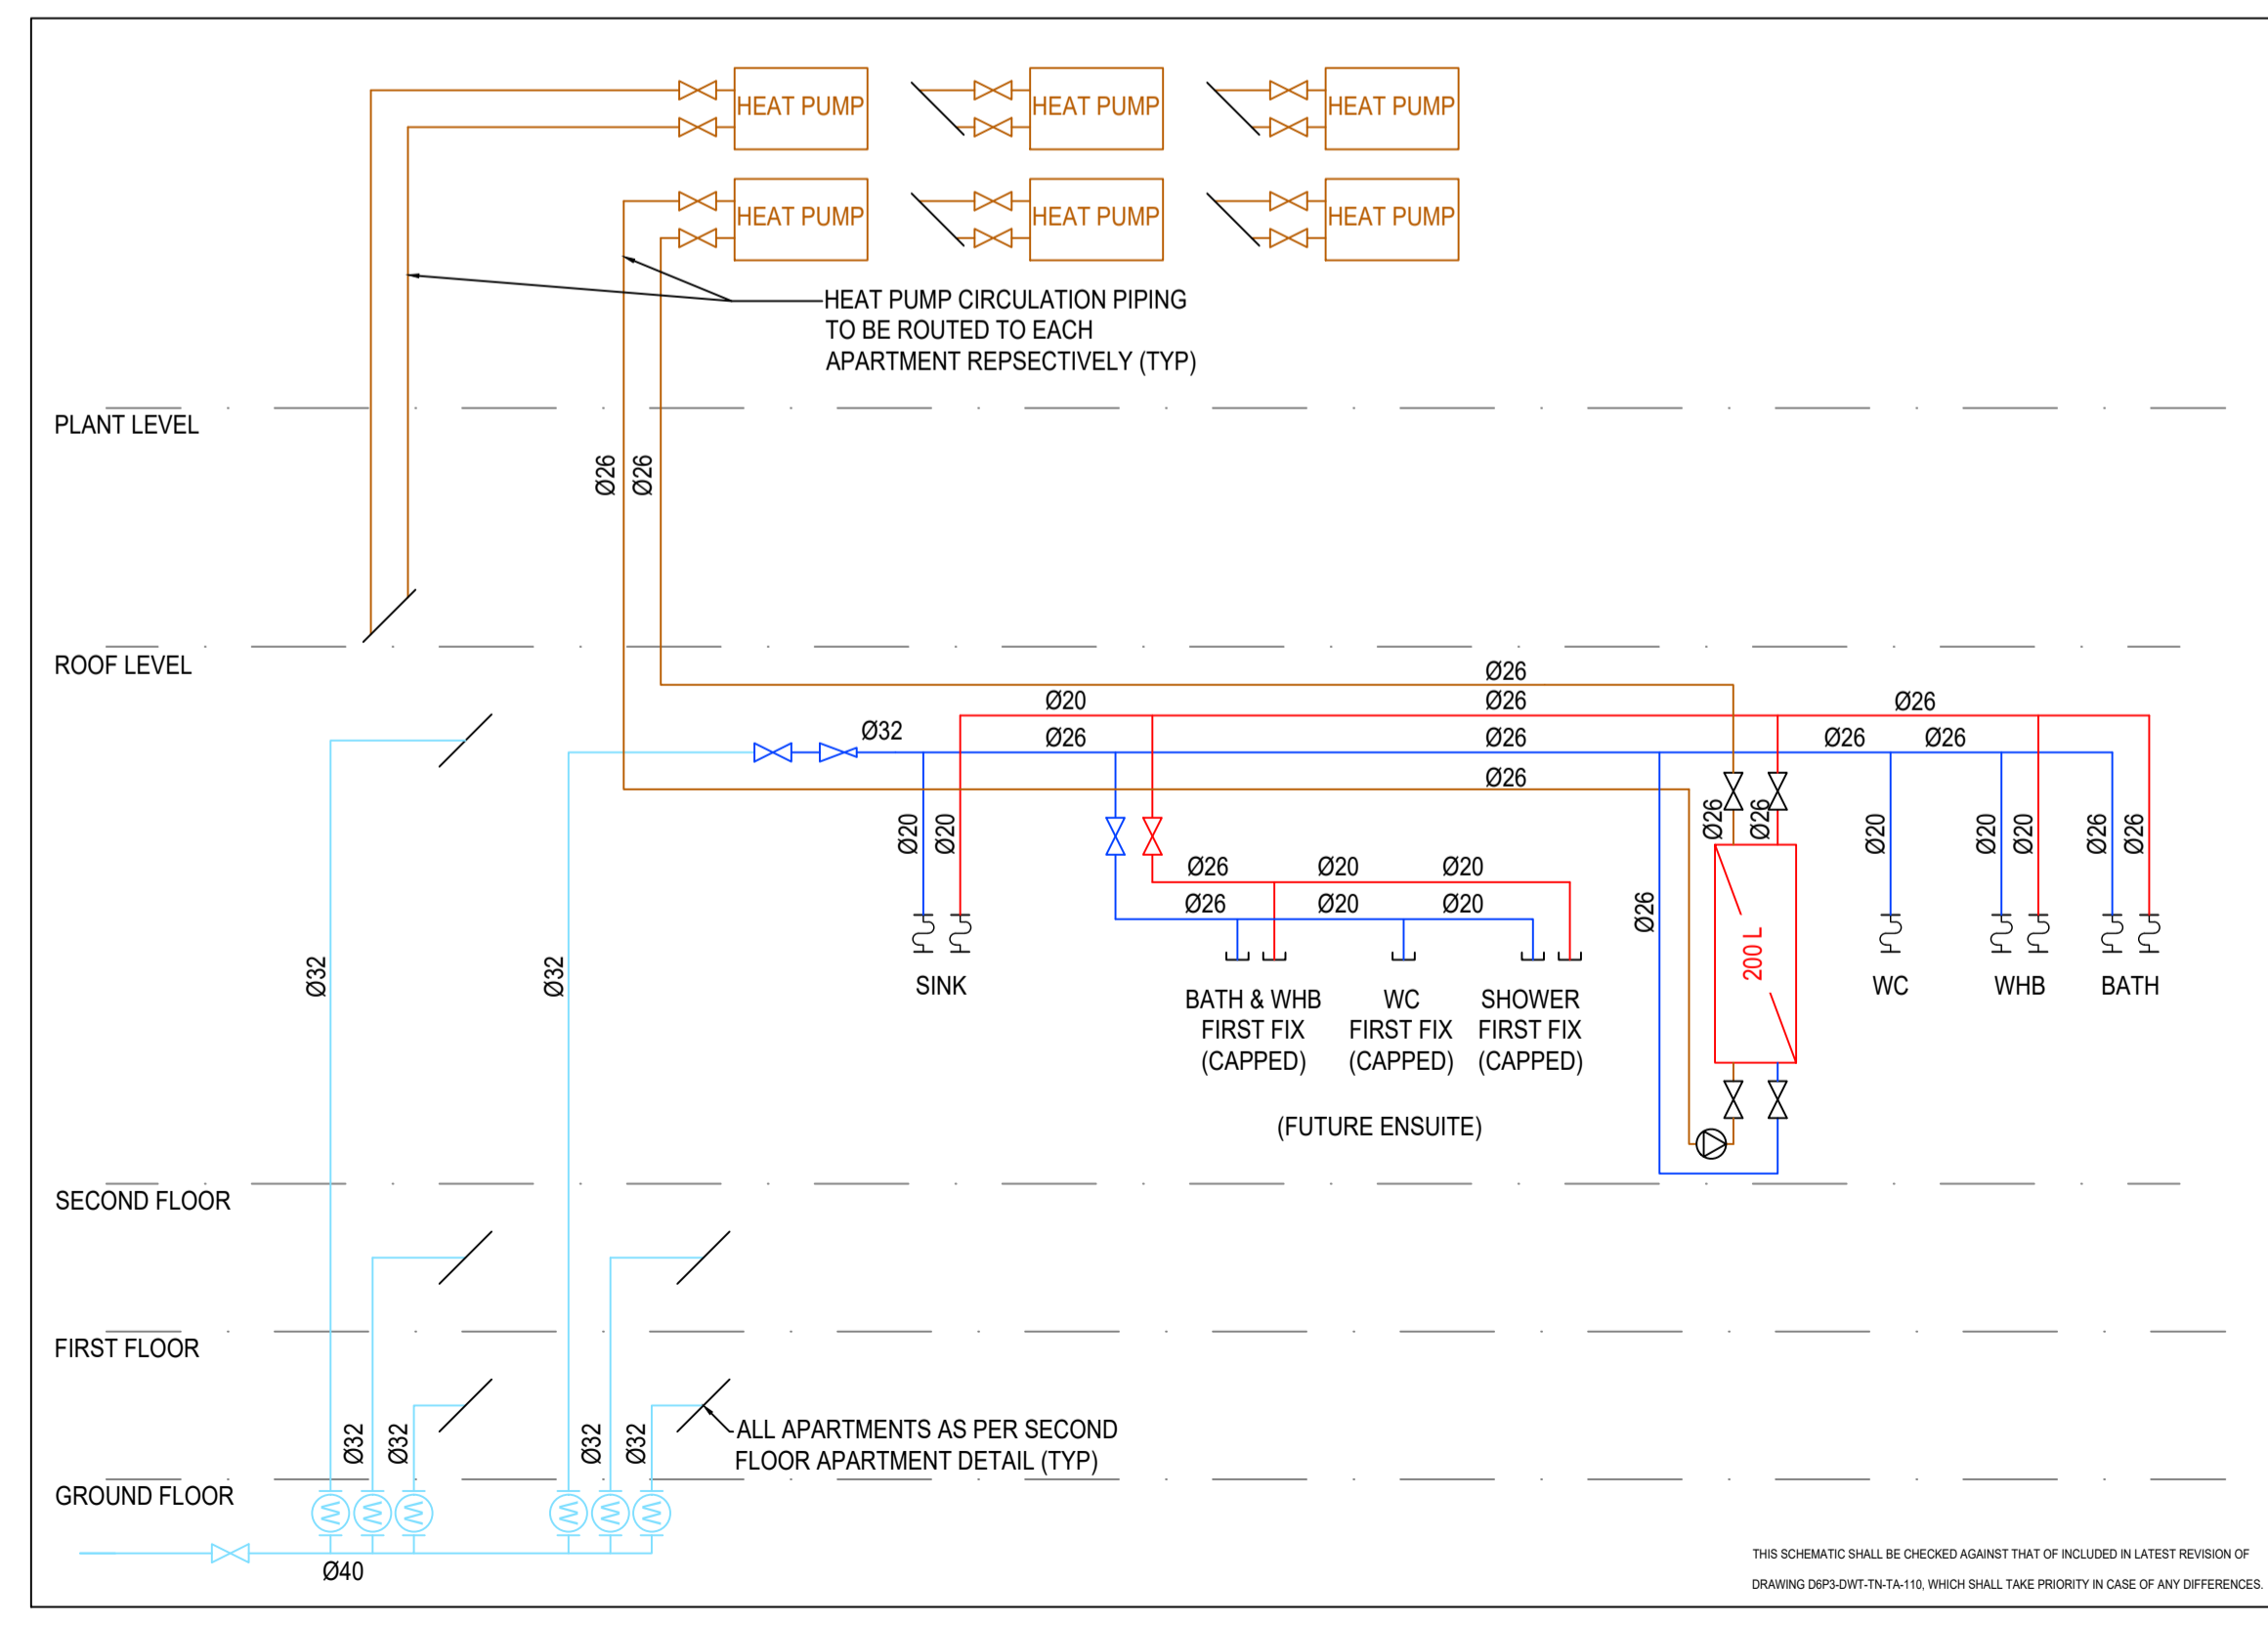 HEAT PUMP HEAT PUMP HEAT PUMP
HEAT PUMP HEAT PUMP HEAT PUMP
HEAT PUMP CIRCULATION PIPING
TO BE ROUTED TO EACH
APARTMENT REPSECTIVELY (TYP)
PLANT LEVEL
Ø26 Ø26
ROOF LEVEL
Ø26
Ø20 Ø26 Ø26
Ø32 Ø26 Ø26 Ø26 Ø26
Ø26
Ø20 Ø20 Ø26 Ø26 Ø20 Ø20 Ø20 Ø26 Ø26
Ø26 Ø20 Ø20
Ø26 Ø20 Ø20
Ø26
200 L
Ø32 Ø32
SINK
WC WHB BATH
BATH & WHB
FIRST FIX
(CAPPED)
WC
FIRST FIX
(CAPPED)
SHOWER
FIRST FIX
(CAPPED)
(FUTURE ENSUITE)
SECOND FLOOR
FIRST FLOOR
Ø32 Ø32 Ø32 Ø32
ALL APARTMENTS AS PER SECOND
FLOOR APARTMENT DETAIL (TYP)
GROUND FLOOR
W W W W W W
Ø40
THIS SCHEMATIC SHALL BE CHECKED AGAINST THAT OF INCLUDED IN LATEST REVISION OF
DRAWING D6P3-DWT-TN-TA-110, WHICH SHALL TAKE PRIORITY IN CASE OF ANY DIFFERENCES.